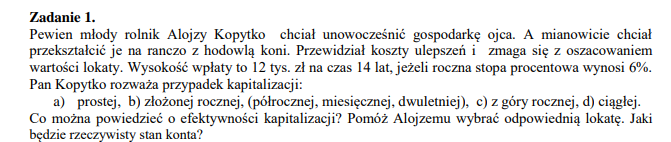 Zadanie 1.
Pewien młody rolnik Alojzy Kopytko chciał unowocześnić gospodarkę ojca. A mianowicie chciał
przekształcić je na ranczo z hodowlą koni. Przewidział koszty ulepszeń i zmaga się z oszacowaniem
wartości lokaty. Wysokość wpłaty to 12 tys. zł na czas 14 lat, jeżeli roczna stopa procentowa wynosi 6%.
Pan Kopytko rozważa przypadek kapitalizacji:
a) prostej, b) złożonej rocznej, (półrocznej, miesięcznej, dwuletniej), c) z góry rocznej, d) ciągłej.
Co można powiedzieć o efektywności kapitalizacji? Pomóż Alojzemu wybrać odpowiednią lokatę. Jaki
będzie rzeczywisty stan konta?